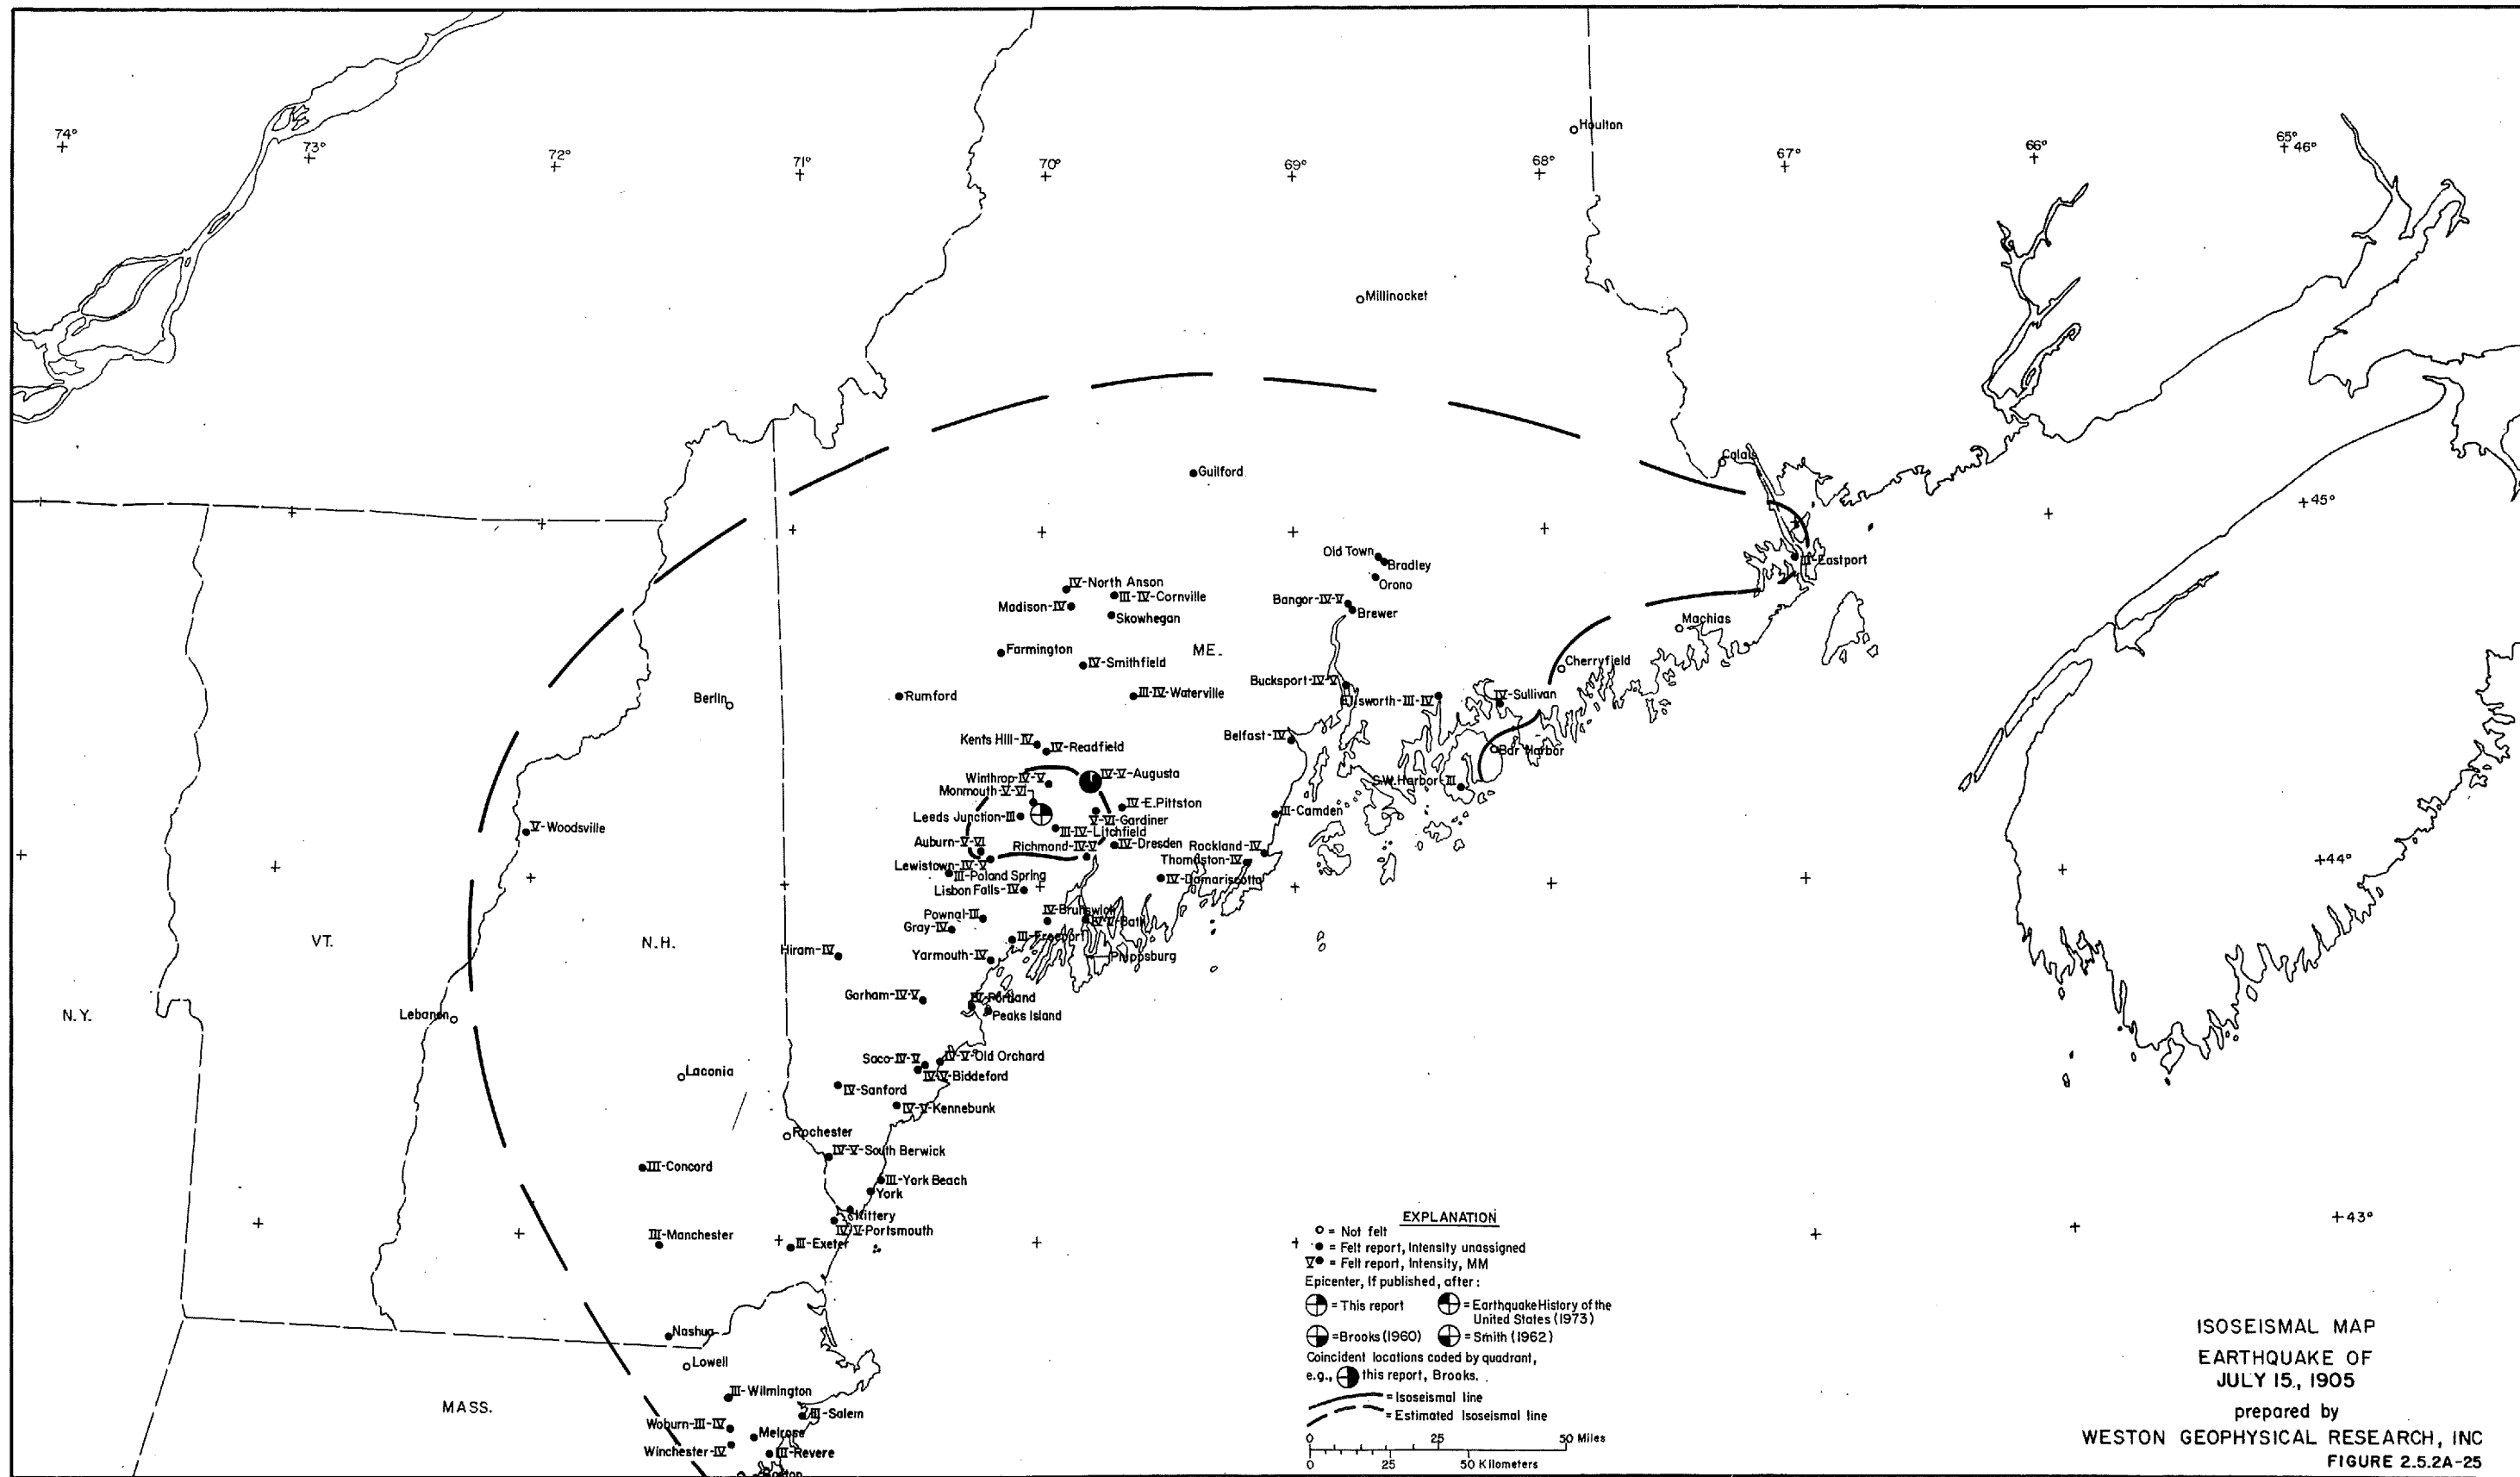 74°
73°
72°
71°
70°
69°
68°
67°
66°
65°
46°
Houlton
Millinocket
Guilford
Calais
45°
III-Eastport
Old Town
Bradley
Orono
Bangor-IV-V
Brewer
IV-North Anson
III-IV-Cornville
Madison-IV
Skowhegan
Machias
Farmington
IV-Smithfield
ME.
Cherryfield
Berlin
Rumford
III-IV-Waterville
Bucksport-IV-V
Ellsworth-III-IV
IV-Sullivan
Kents Hill-IV
IV-Readfield
Belfast-IV
Bar Harbor
Winthrop-IV-V
IV-V-Augusta
Monmouth-V-VI
S.W. Harbor-III
IV-E.Pittston
Leeds Junction-III
V-VI-Gardiner
III-Camden
V-Woodsville
III-IV-Litchfield
Auburn-V-VI
Richmond-IV-V
IV-Dresden
Rockland-IV
44°
Lewistown-IV-V
Thomaston-IV
III-Poland Spring
IV-Damariscotta
Lisbon Falls-IV
Pownal-III
IV-Brunswick
IV-V-Bath
Gray-IV
III-Freeport
VT.
N.H.
Hiram-IV
Yarmouth-IV
Phippsburg
Gorham-IV-V
IV-Portland
Peaks Island
N.Y.
Lebanon
Saco-IV-V
IV-V-Old Orchard
IV-V-Biddeford
Laconia
IV-Sanford
IV-V-Kennebunk
Rochester
IV-V-South Berwick
III-Concord
III-York Beach
York
Kittery
IV-V-Portsmouth
III-Manchester
III-Exeter
43°
Nashua
Lowell
III-Wilmington
MASS.
III-Salem
Woburn-III-IV
Melrose
Winchester-IV
III-Revere
Boston
EXPLANATION
= Not felt
= Felt report, Intensity unassigned
V = Felt report, Intensity, MM
Epicenter, If published, after:
= This report
= Earthquake History of the
United States (1973)
=Brooks (1960)
= Smith (1962)
Coincident locations coded by quadrant,
e.g., this report, Brooks.
= Isoseismal line
= Estimated Isoseismal line
0 25 50 Miles
0 25 50 Kilometers
ISOSEISMAL MAP
EARTHQUAKE OF
JULY 15., 1905
prepared by
WESTON GEOPHYSICAL RESEARCH, INC
FIGURE 2.5.2A-25